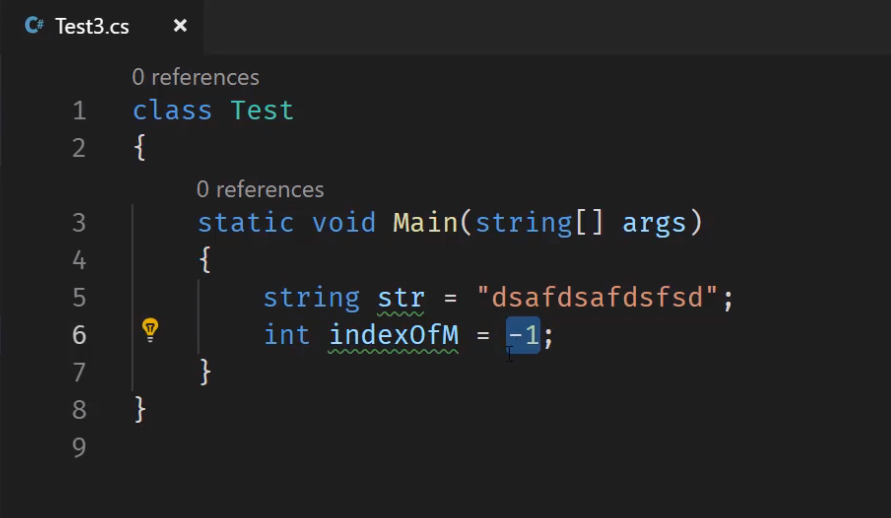 C# Test3.cs ×
0 references
1 class Test
2 {
0 references
3 static void Main(string[] args)
4 {
5 string str = "dsafdsafdsfsd";
6 int indexOfM = -1;
7 }
8 }
9